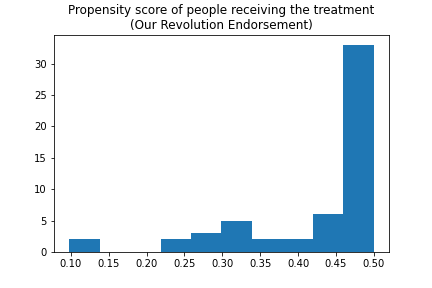 Propensity score of people receiving the treatment
(Our Revolution Endorsement)
30
25
20
15
10
5
0
0.10 0.15 0.20 0.25 0.30 0.35 0.40 0.45 0.50